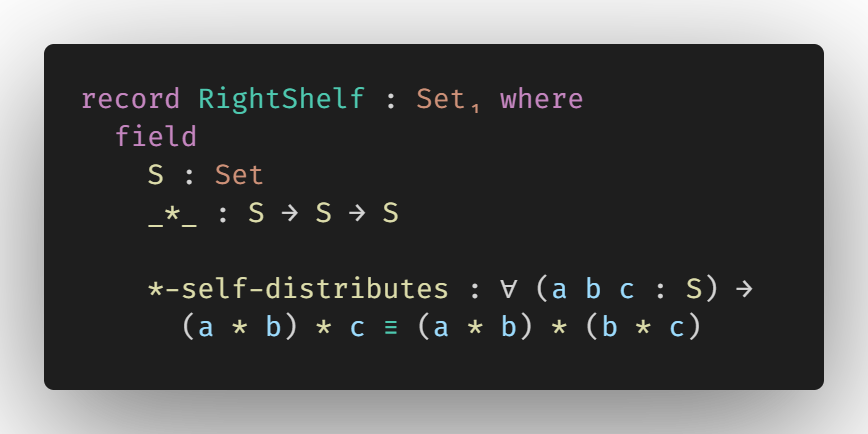 record RightShelf : Set₁ where
field
S : Set
_*_ : S → S → S
*-self-distributes : ∀ (a b c : S) →
(a * b) * c ≡ (a * b) * (b * c)